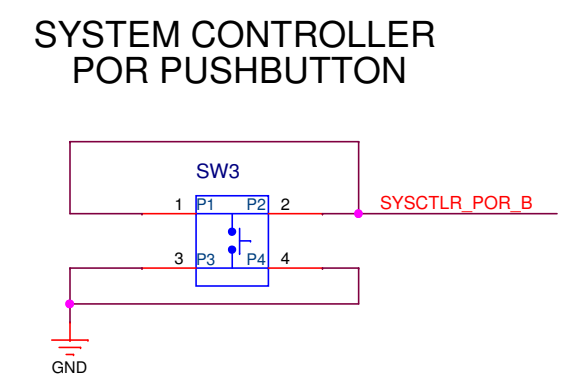 SYSTEM CONTROLLER
POR PUSHBUTTON
SW3
1 P1 P2 2 SYSCTLR_POR_B
3 P3 P4 4
GND